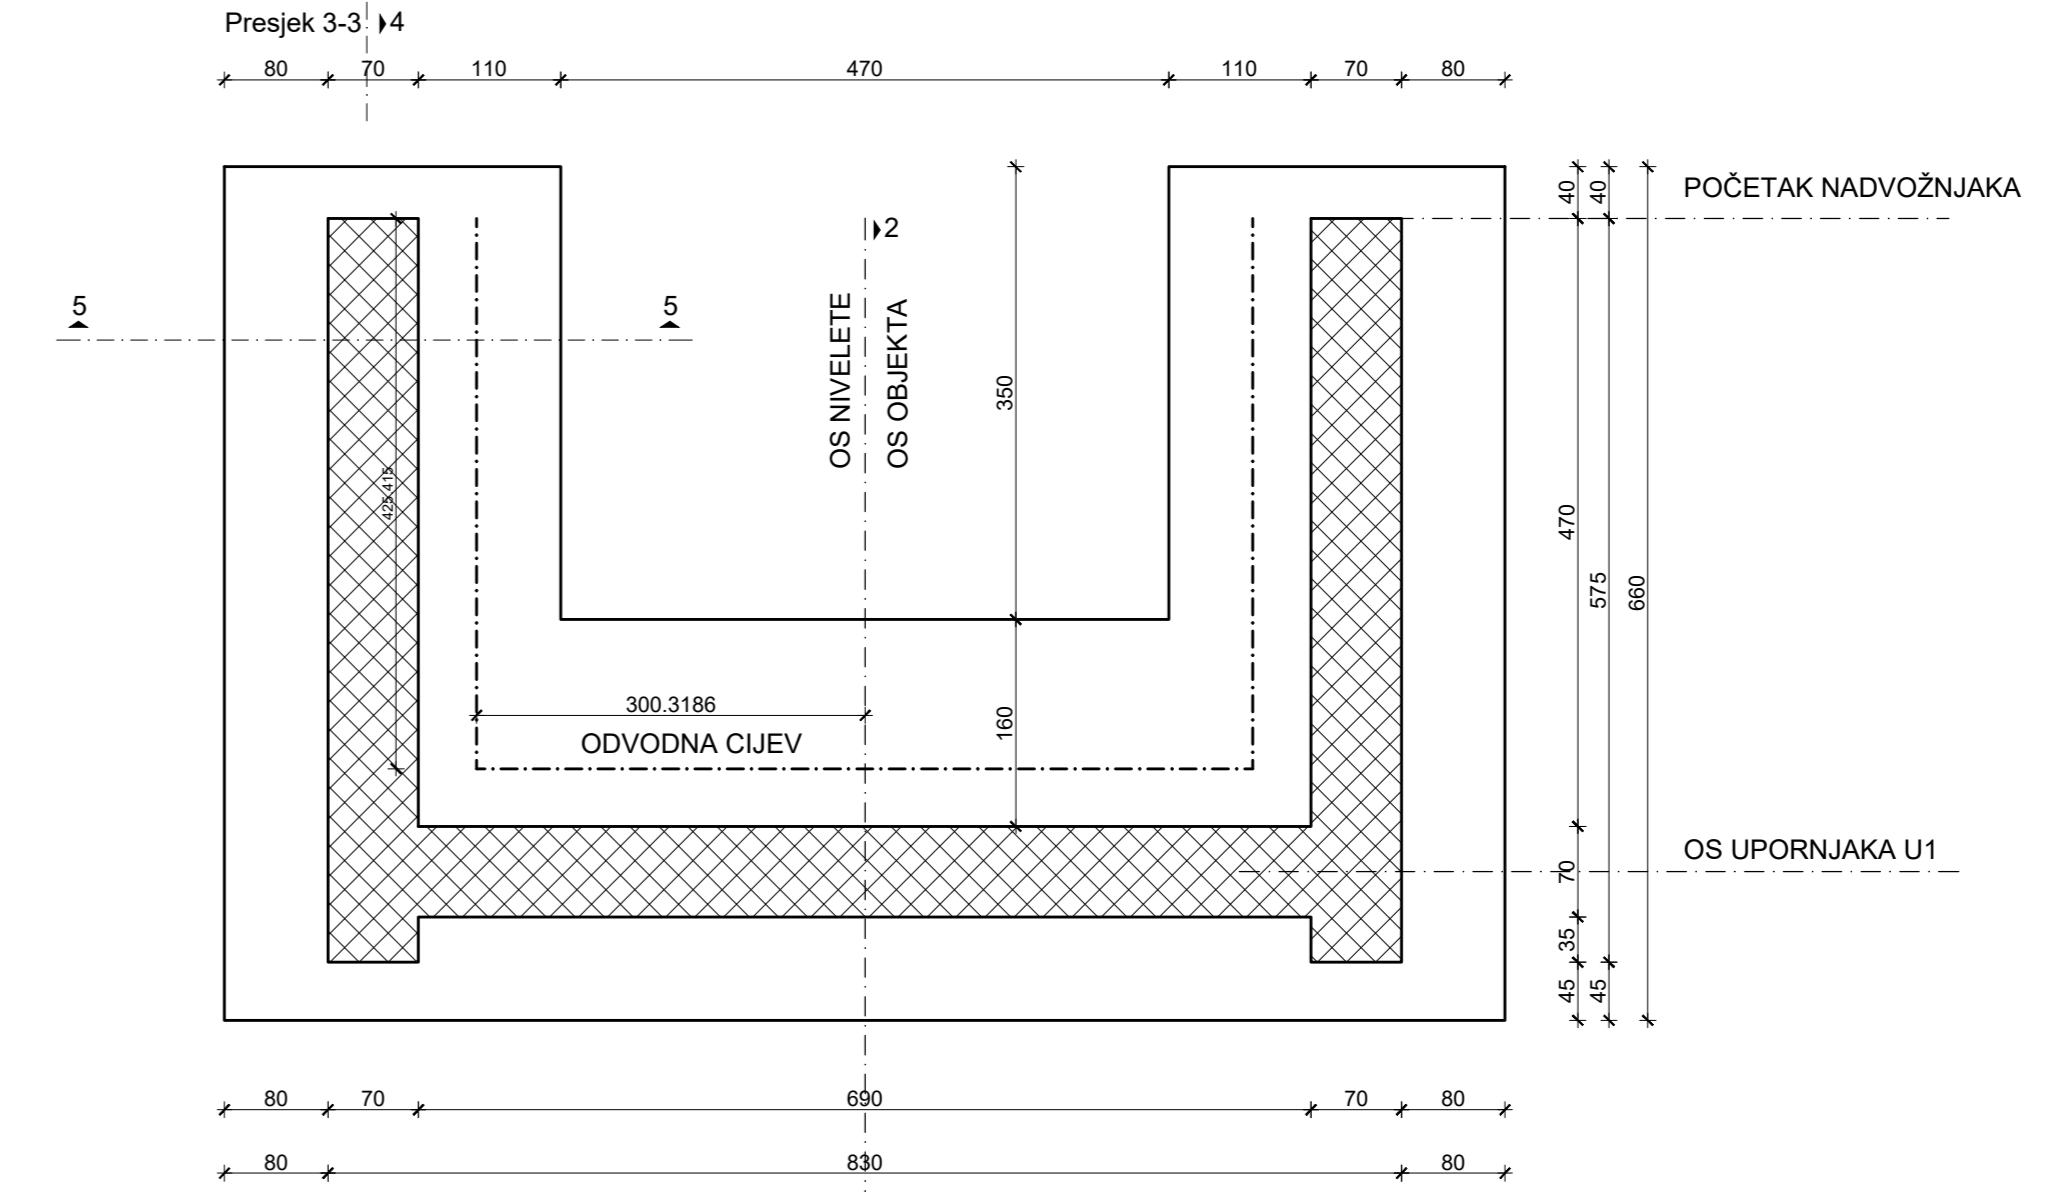 Presjek 3-3 4
80 70 110 470 110 70 80
40 40 POČETAK NADVOŽNJAKA
2
5 5
OS NIVELETE
OS OBJEKTA
350
425.415
470
575
660
300.3186
ODVODNA CIJEV
160
OS UPORNJAKA U1
70
35
45 45
80 70 690 70 80
80 830 80